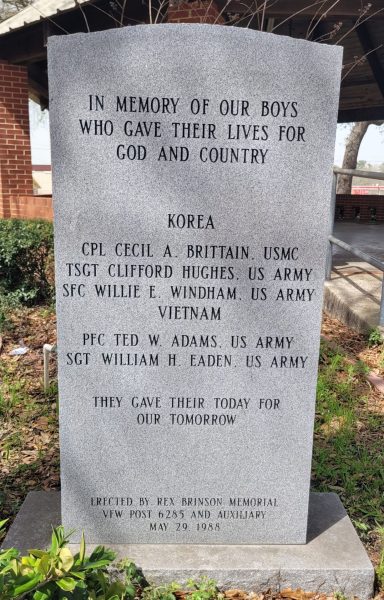 IN MEMORY OF OUR BOYS
WHO GAVE THEIR LIVES FOR
GOD AND COUNTRY
KOREA
CPL CECIL A. BRITTAIN, USMC
TSGT CLIFFORD HUGHES, US ARMY
SFC WILLIE E. WINDHAM, US ARMY
VIETNAM
PFC TED W. ADAMS, US ARMY
SGT WILLIAM H. EADEN, US ARMY
THEY GAVE THEIR TODAY FOR
OUR TOMORROW
ERECTED BY REX BRINSON MEMORIAL
VFW POST 6285 AND AUXILIARY
MAY 29, 1988